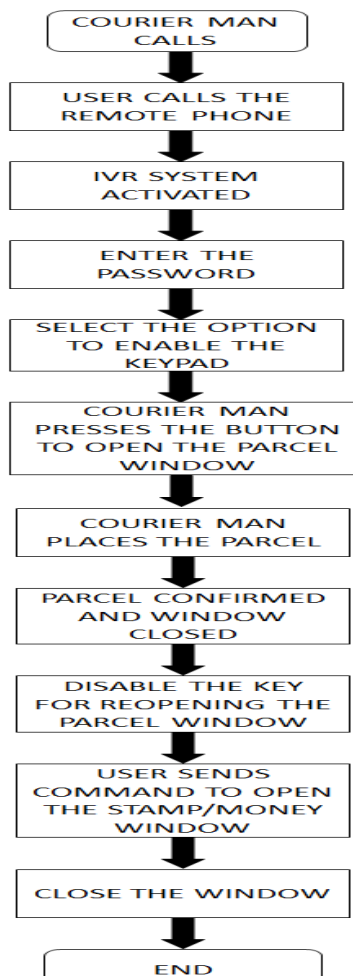 COURIER MAN
CALLS
USER CALLS THE
REMOTE PHONE
IVR SYSTEM
ACTIVATED
ENTER THE
PASSWORD
SELECT THE OPTION
TO ENABLE THE
KEYPAD
COURIER MAN
PRESSES THE BUTTON
TO OPEN THE PARCEL
WINDOW
COURIER MAN
PLACES THE PARCEL
PARCEL CONFIRMED
AND WINDOW
CLOSED
DISABLE THE KEY
FOR REOPENING THE
PARCEL WINDOW
USER SENDS
COMMAND TO OPEN
THE STAMP/MONEY
WINDOW
CLOSE THE WINDOW
END